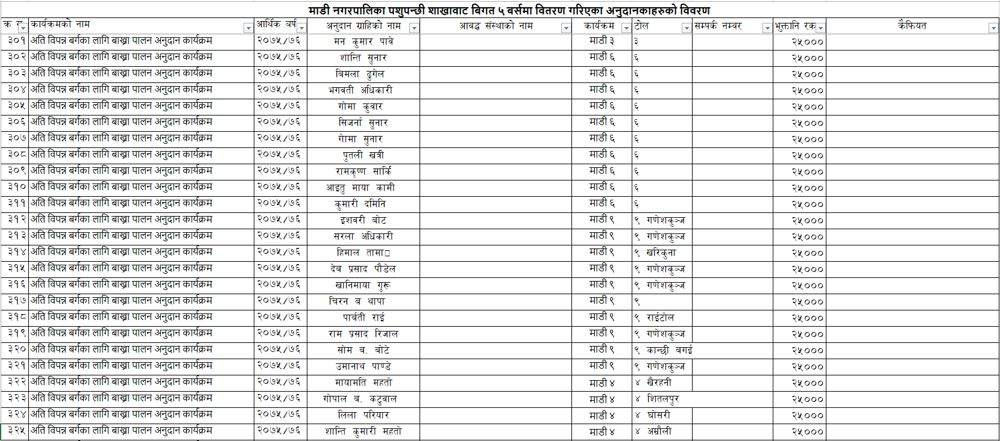 माडी नगरपालिका पशुपन्छी शाखावाट बिगत ५ बर्समा वितरण गरिएका अनुदानकाहरुको विवरण
क्र स कार्यक्रमको नाम आर्थिक बर्ष अनुदान ग्राहिको नाम आवद्ध संस्थाको नाम कार्यक्रम टोल सम्पर्क नम्वर भुक्तानि रक कैफियत
३०१ अति विपन्न बर्गका लागि बाख्रा पालन अनुदान कार्यक्रम २०७५/७६ मन कुमार पावे माडी ३ ३ २५०००
३०२ अति विपन्न बर्गका लागि बाख्रा पालन अनुदान कार्यक्रम २०७५/७६ शान्ति सुनार माडी ६ ६ २५०००
३०३ अति विपन्न बर्गका लागि बाख्रा पालन अनुदान कार्यक्रम २०७५/७६ बिमला ढुगेल माडी ६ ६ २५०००
३०४ अति विपन्न बर्गका लागि बाख्रा पालन अनुदान कार्यक्रम २०७५/७६ भगवती अधिकारी माडी ६ ६ २५०००
३०५ अति विपन्न बर्गका लागि बाख्रा पालन अनुदान कार्यक्रम २०७५/७६ गोमा कुवार माडी ६ ६ २५०००
३०६ अति विपन्न बर्गका लागि बाख्रा पालन अनुदान कार्यक्रम २०७५/७६ सिजर्ना सुनार माडी ६ ६ २५०००
३०७ अति विपन्न बर्गका लागि बाख्रा पालन अनुदान कार्यक्रम २०७५/७६ गेामा सुनार माडी ६ ६ २५०००
३०८ अति विपन्न बर्गका लागि बाख्रा पालन अनुदान कार्यक्रम २०७५/७६ पुतली खत्री माडी ६ ६ २५०००
३०९ अति विपन्न बर्गका लागि बाख्रा पालन अनुदान कार्यक्रम २०७५/७६ रामकृष्ण सार्कि माडी ६ ६ २५०००
३१० अति विपन्न बर्गका लागि बाख्रा पालन अनुदान कार्यक्रम २०७५/७६ आइतु माया कामी माडी ६ ६ २५०००
३११ अति विपन्न बर्गका लागि बाख्रा पालन अनुदान कार्यक्रम २०७५/७६ कुमारी दमिनि माडी ६ ६ २५०००
३१२ अति विपन्न बर्गका लागि बाख्रा पालन अनुदान कार्यक्रम २०७५/७६ इशवरी बोट माडी ९ ९ गणेशकुञ्ज २५०००
३१३ अति विपन्न बर्गका लागि बाख्रा पालन अनुदान कार्यक्रम २०७५/७६ सरला अधिकारी माडी ९ ९ गणेशकुञ्ज २५०००
३१४ अति विपन्न बर्गका लागि बाख्रा पालन अनुदान कार्यक्रम २०७५/७६ हिमाल तामा माडी ९ ९ खरिकुना २५०००
३१५ अति विपन्न बर्गका लागि बाख्रा पालन अनुदान कार्यक्रम २०७५/७६ देब प्रसाद पौडेल माडी ९ ९ गणेशकुञ्ज २५०००
३१६ अति विपन्न बर्गका लागि बाख्रा पालन अनुदान कार्यक्रम २०७५/७६ खानिमाया गुरू माडी ९ ९ गणेशकुञ्ज २५०००
३१७ अति विपन्न बर्गका लागि बाख्रा पालन अनुदान कार्यक्रम २०७५/७६ चिरन ब थापा माडी ९ ९ २५०००
३१८ अति विपन्न बर्गका लागि बाख्रा पालन अनुदान कार्यक्रम २०७५/७६ पार्बती राई माडी ९ ९ राईटोल २५०००
३१९ अति विपन्न बर्गका लागि बाख्रा पालन अनुदान कार्यक्रम २०७५/७६ राम प्रसाद रिजाल माडी ९ ९ गणेशकुञ्ज २५०००
३२० अति विपन्न बर्गका लागि बाख्रा पालन अनुदान कार्यक्रम २०७५/७६ सोम ब. बोटे माडी ९ ९ कान्छी बगई २५०००
३२१ अति विपन्न बर्गका लागि बाख्रा पालन अनुदान कार्यक्रम २०७५/७६ उमानाथ पाण्डे माडी ९ ९ गणेशकुञ्ज २५०००
३२२ अति विपन्न बर्गका लागि बाख्रा पालन अनुदान कार्यक्रम २०७५/७६ मायामति महतो माडी ४ ४ खैरहनी २५०००
३२३ अति विपन्न बर्गका लागि बाख्रा पालन अनुदान कार्यक्रम २०७५/७६ गोपाल ब. कटुवाल माडी ४ ४ शितलपुर २५०००
३२४ अति विपन्न बर्गका लागि बाख्रा पालन अनुदान कार्यक्रम २०७५/७६ लिला परियार माडी ४ ४ घोसरी २५०००
३२५ अति विपन्न बर्गका लागि बाख्रा पालन अनुदान कार्यक्रम २०७५/७६ शान्ति कुमारी महतो माडी ४ ४ अम्रौली २५०००